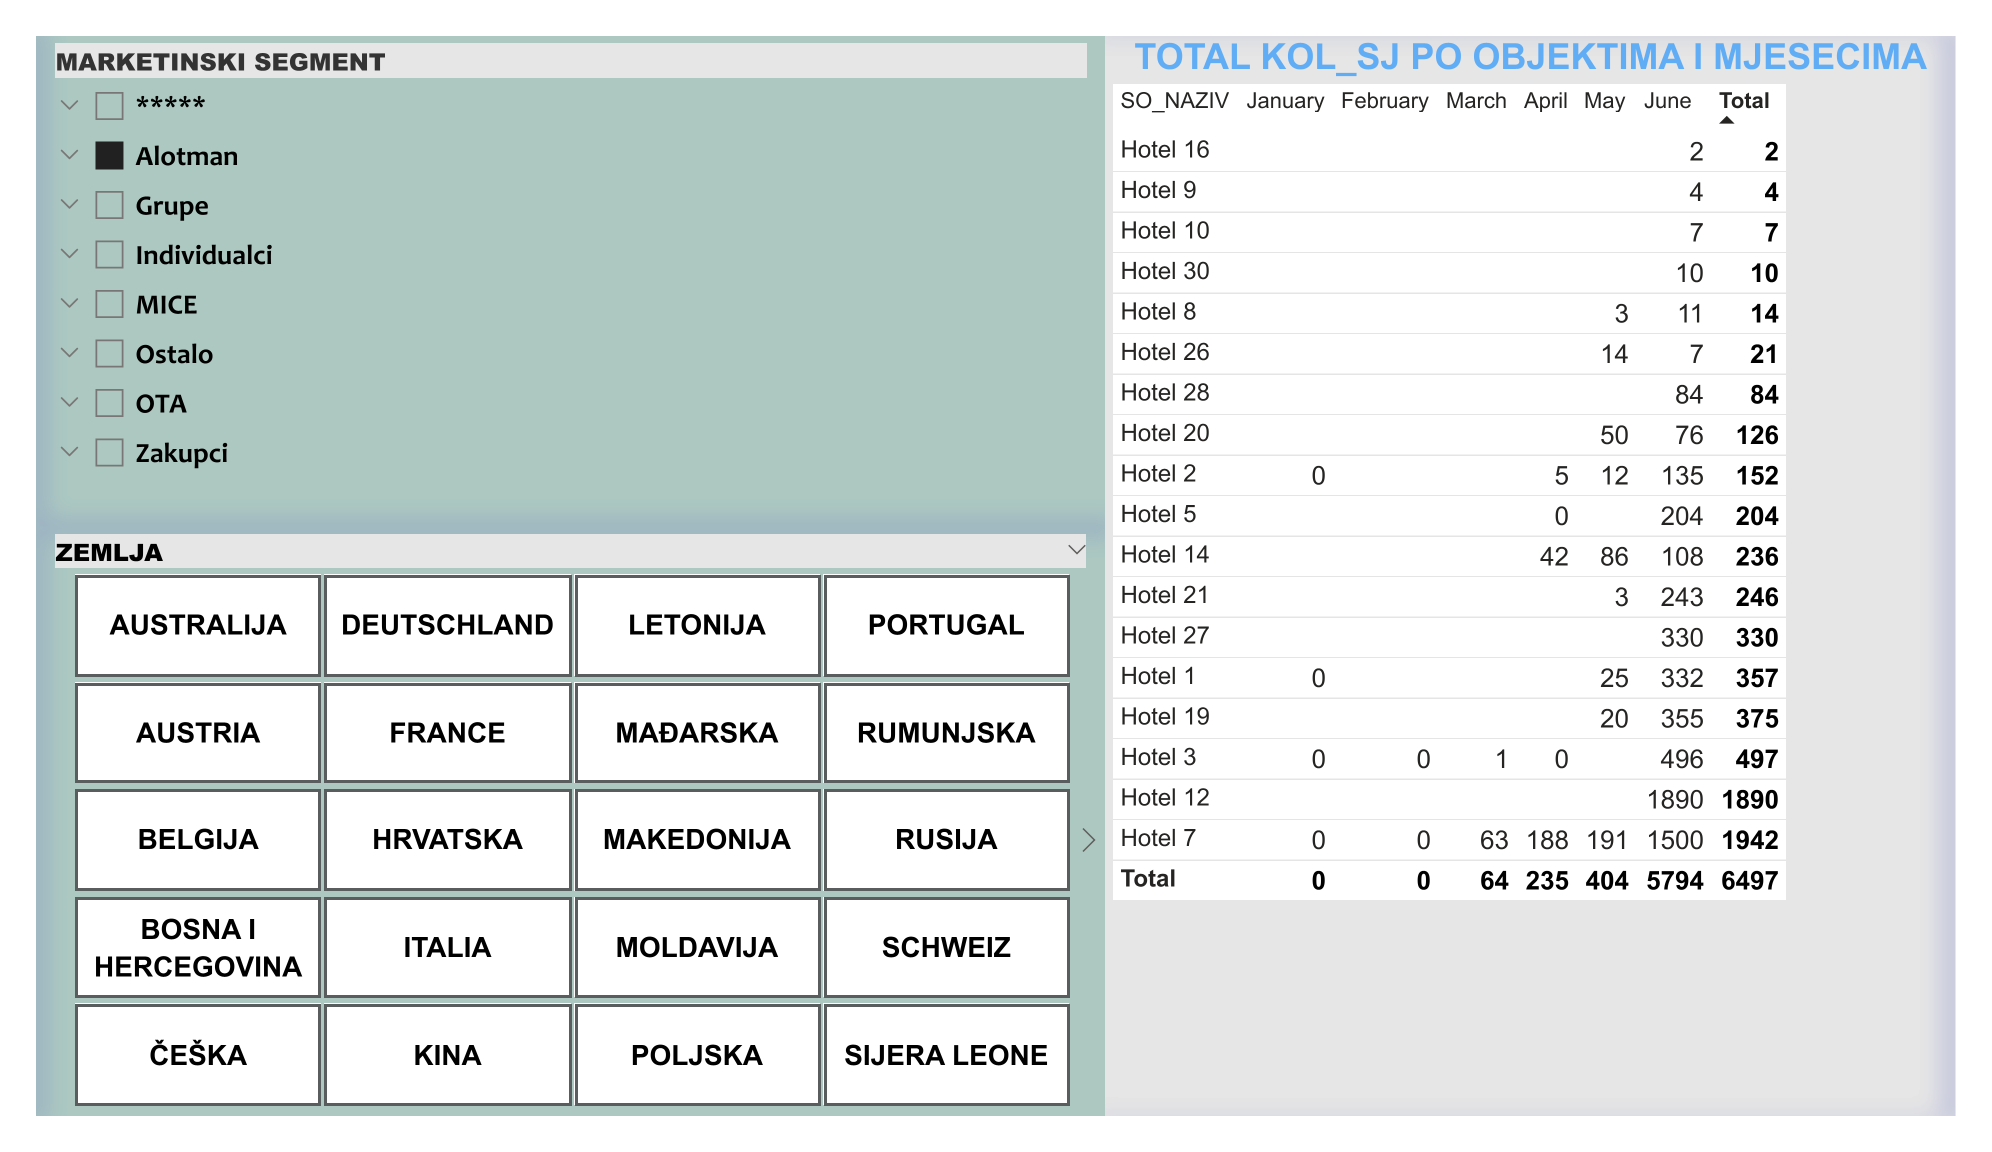 MARKETINSKI SEGMENT
*****
Alotman
Grupe
Individualci
MICE
Ostalo
OTA
Zakupci
ZEMLJA
AUSTRALIJA DEUTSCHLAND LETONIJA PORTUGAL
AUSTRIA FRANCE MAĐARSKA RUMUNJSKA
BELGIJA HRVATSKA MAKEDONIJA RUSIJA
BOSNA I
HERCEGOVINA ITALIA MOLDAVIJA SCHWEIZ
ČEŠKA KINA POLJSKA SIJERA LEONE
TOTAL KOL_SJ PO OBJEKTIMA I MJESECIMA
SO_NAZIV January February March April May June Total
Hotel 16 2 2
Hotel 9 4 4
Hotel 10 7 7
Hotel 30 10 10
Hotel 8 3 11 14
Hotel 26 14 7 21
Hotel 28 84 84
Hotel 20 50 76 126
Hotel 2 0 5 12 135 152
Hotel 5 0 204 204
Hotel 14 42 86 108 236
Hotel 21 3 243 246
Hotel 27 330 330
Hotel 1 0 25 332 357
Hotel 19 20 355 375
Hotel 3 0 0 1 0 496 497
Hotel 12 1890 1890
Hotel 7 0 0 63 188 191 1500 1942
Total 0 0 64 235 404 5794 6497